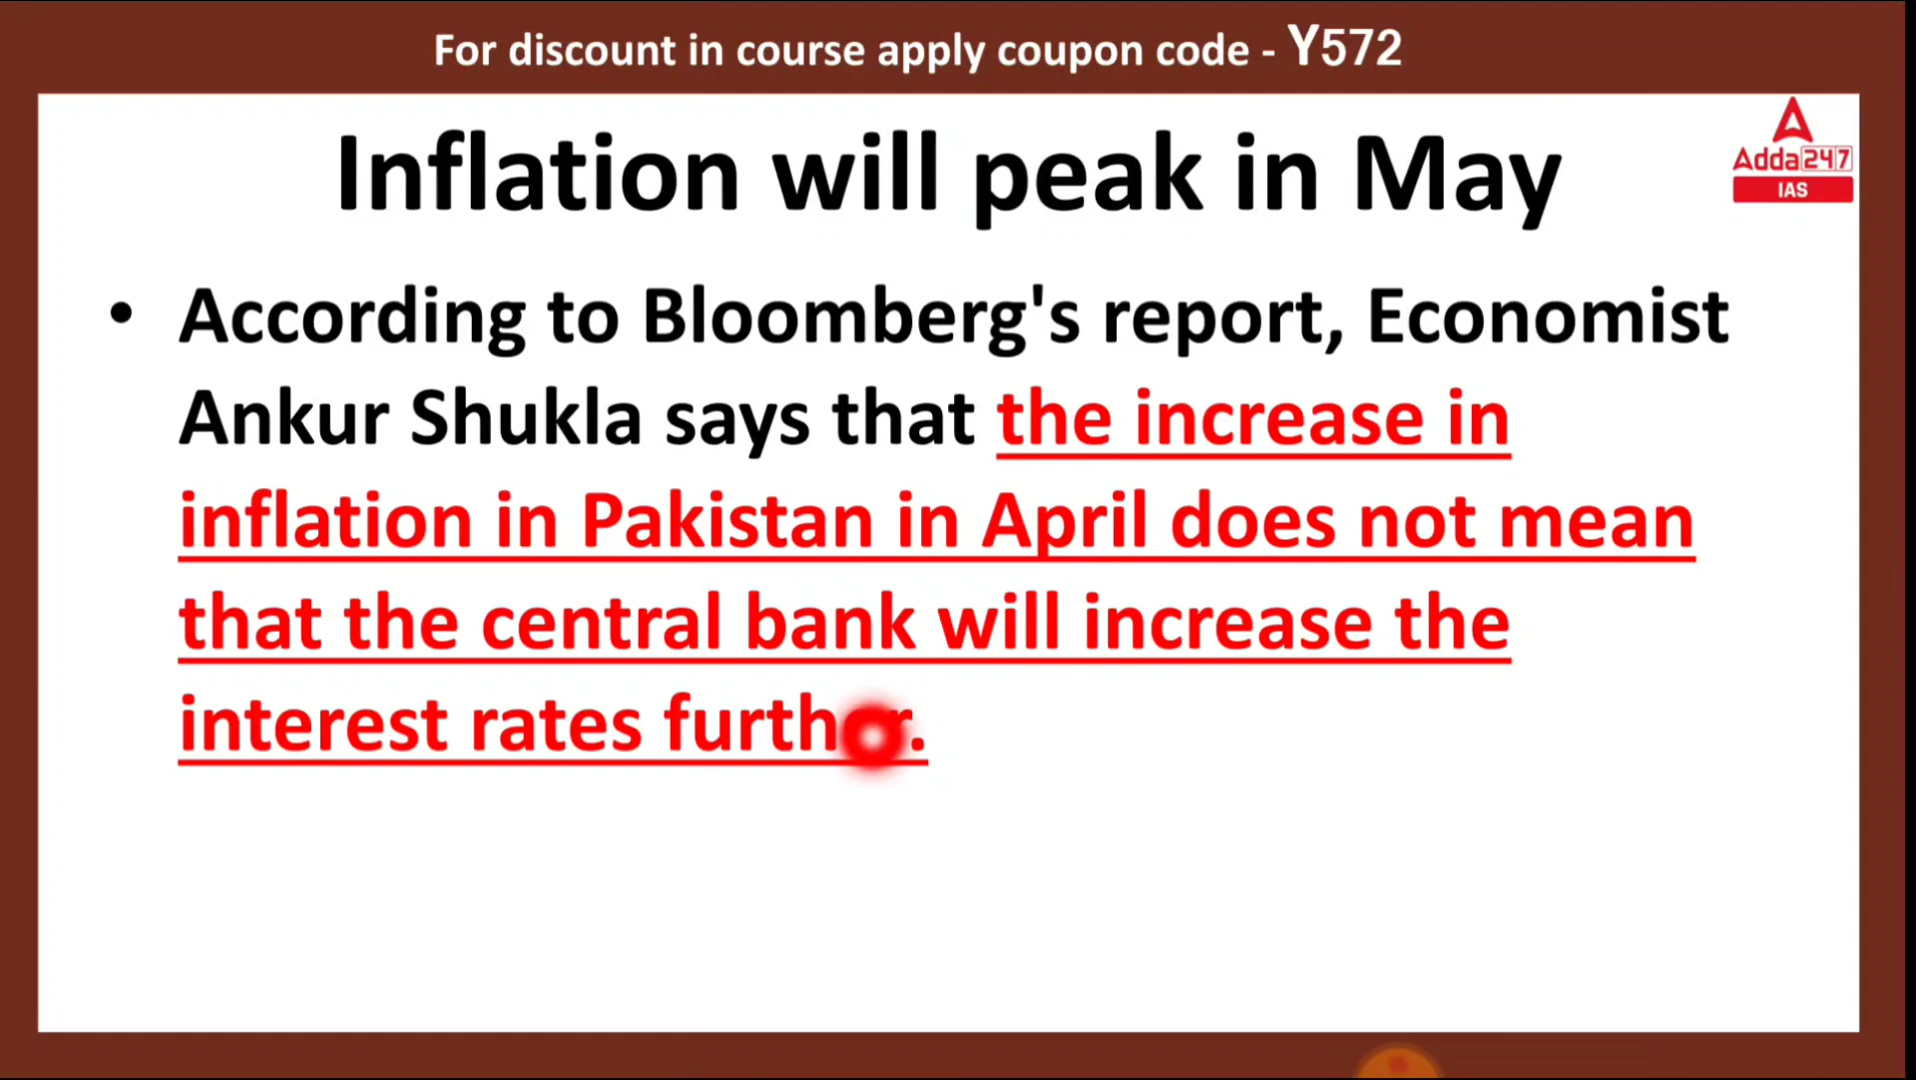 For discount in course apply coupon code - Y572
Adda247
IAS
Inflation will peak in May
• According to Bloomberg's report, Economist
Ankur Shukla says that the increase in
inflation in Pakistan in April does not mean
that the central bank will increase the
interest rates further.